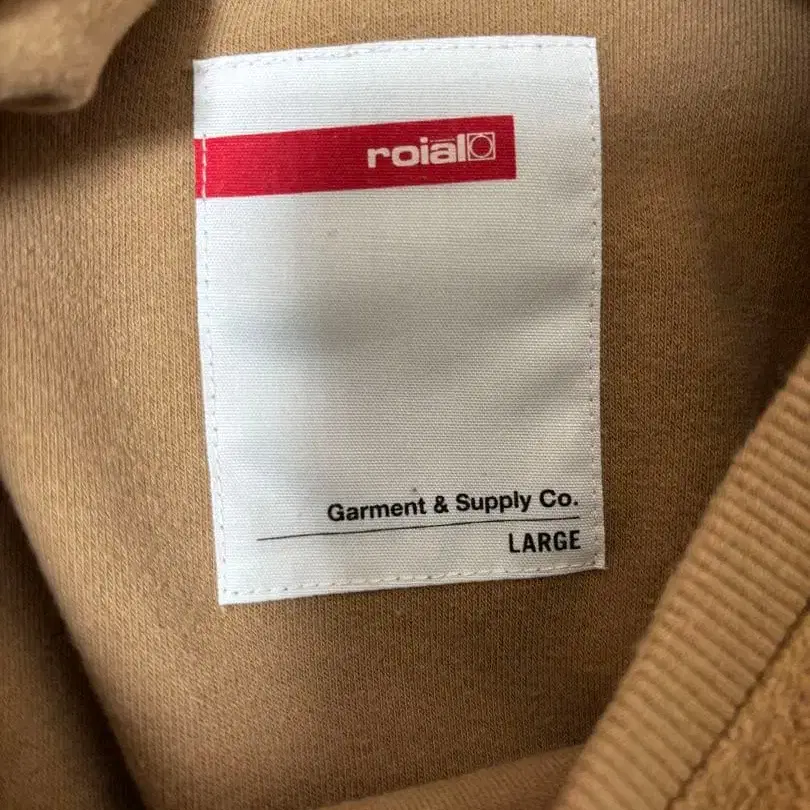 roial
Garment & Supply Co.
LARGE